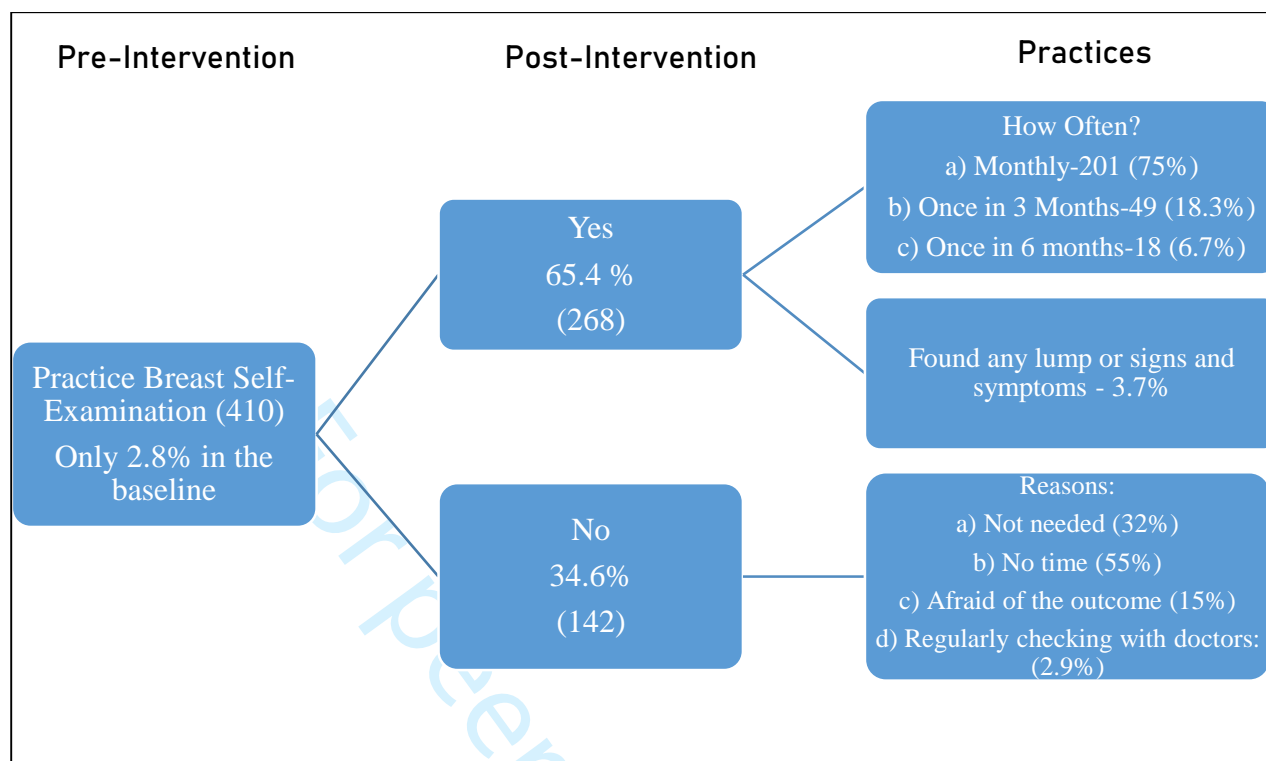 Pre-Intervention
Post-Intervention
Practices
Practice Breast Self-
Examination (410)
Only 2.8% in the
baseline
Yes
65.4 %
(268)
No
34.6%
(142)
How Often?
a) Monthly-201 (75%)
b) Once in 3 Months-49 (18.3%)
c) Once in 6 months-18 (6.7%)
Found any lump or signs and
symptoms - 3.7%
Reasons:
a) Not needed (32%)
b) No time (55%)
c) Afraid of the outcome (15%)
d) Regularly checking with doctors:
(2.9%)
For peer